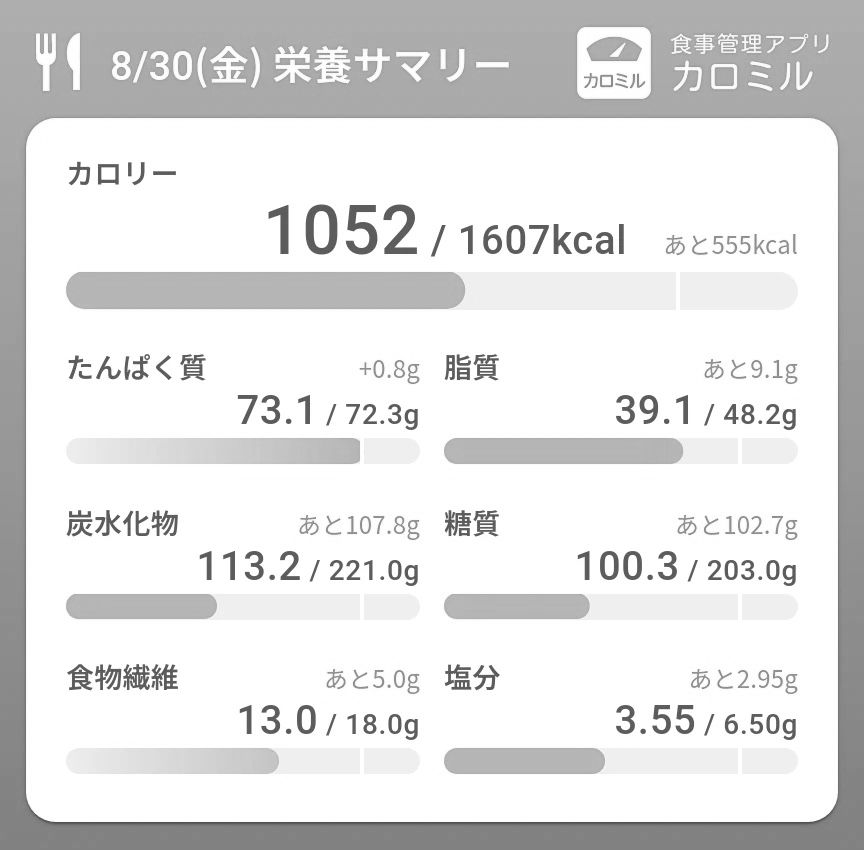 8/30(金) 栄養サマリー
カロミル
食事管理アプリ
カロミル
カロリー
1052 / 1607kcal あと555kcal
たんぱく質 +0.8g
73.1 / 72.3g
脂質 あと9.1g
39.1 / 48.2g
炭水化物 あと107.8g
113.2 / 221.0g
糖質 あと102.7g
100.3 / 203.0g
食物繊維 あと5.0g
13.0 / 18.0g
塩分 あと2.95g
3.55 / 6.50g